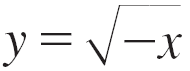 y = √−x